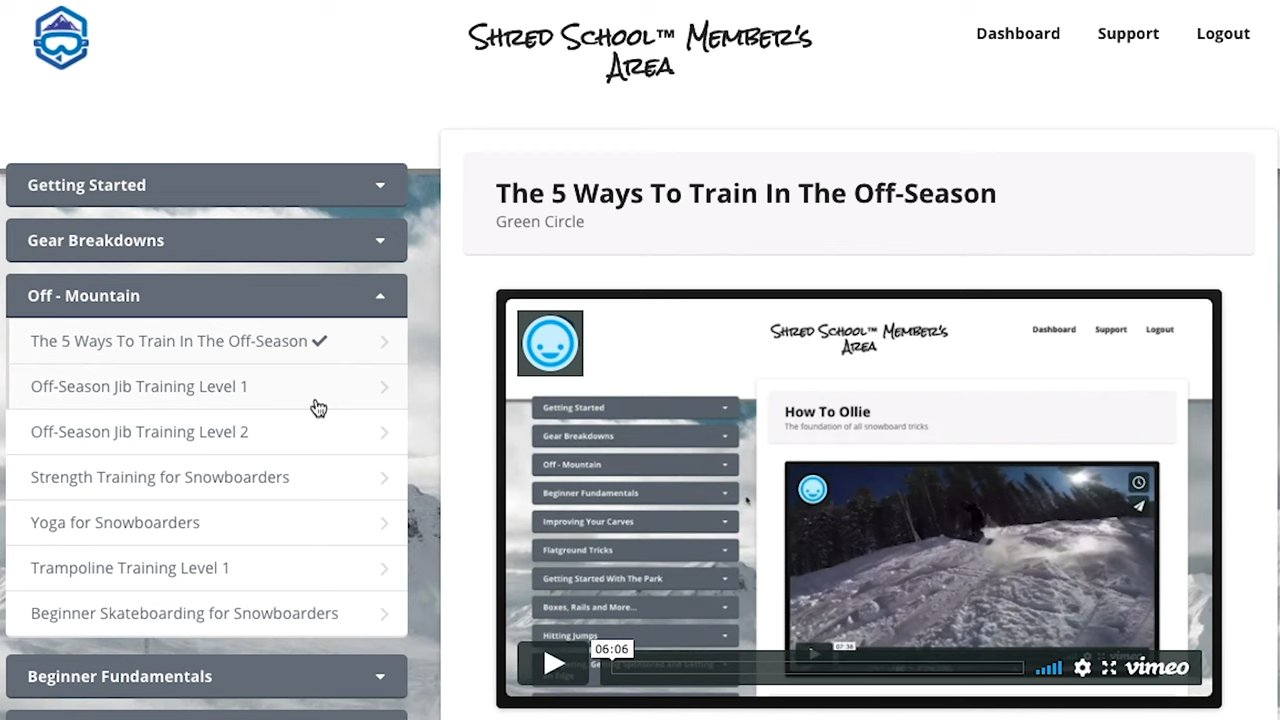 Shred School™ Member's
Area
Dashboard
Support
Logout
Getting Started
Gear Breakdowns
Off - Mountain
The 5 Ways To Train In The Off-Season
Off-Season Jib Training Level 1
Off-Season Jib Training Level 2
Strength Training for Snowboarders
Yoga for Snowboarders
Trampoline Training Level 1
Beginner Skateboarding for Snowboarders
Beginner Fundamentals
The 5 Ways To Train In The Off-Season
Green Circle
Shred School™ Member's
Area
Dashboard
Support
Logout
Getting Started
Gear Breakdowns
Off - Mountain
Beginner Fundamentals
Improving Your Carves
Flatground Tricks
Getting Started With The Park
Boxes, Rails and More...
Hitting Jumps
How To Ollie
The foundation of all snowboard tricks
07:38
06:06
vimeo